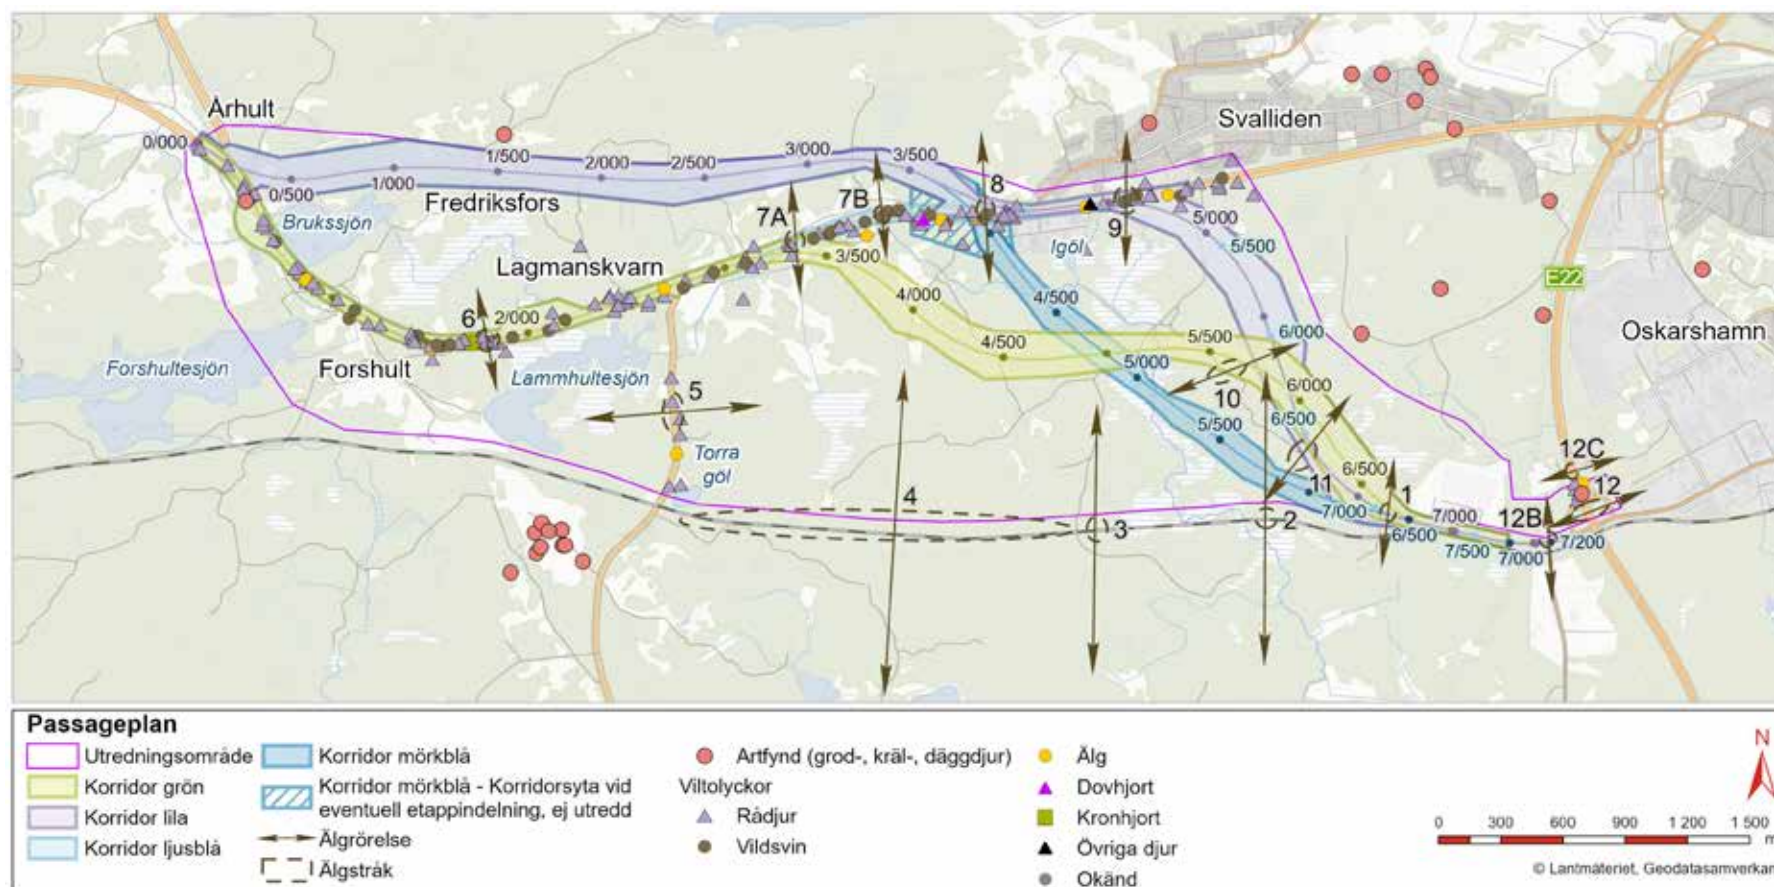 Århult
0/000
0/500
1/000
1/500
2/000
2/500
3/000
3/500
Fredriksfors
Brukssjön
Lagmanskvarn
Forshultesjön
Forshult
Lammhultesjön
6
2/000
5
Torra
göl
7A
7B
8
9
Igöl
Svalliden
E22
Oskarshamn
3/500
4/000
4/500
5/500
6/000
6/500
4/500
5/000
5/500
5/000
5/500
6/000
6/500
10
11
7/000
4
3
2
1
6/500
7/000
7/500
7/000
7/200
12B
12C
12
Passageplan
Utredningsområde
Korridor grön
Korridor lila
Korridor ljusblå
Korridor mörkblå
Korridor mörkblå - Korridorsyta vid
eventuell etappindelning, ej utredd
Älgrörelse
Älgstråk
Artfynd (grod-, kräl-, däggdjur)
Viltolyckor
Rådjur
Vildsvin
Älg
Dovhjort
Kronhjort
Övriga djur
Okänd
N
0 300 600 900 1 200 1 500
m
© Lantmäteriet, Geodatasamverkan